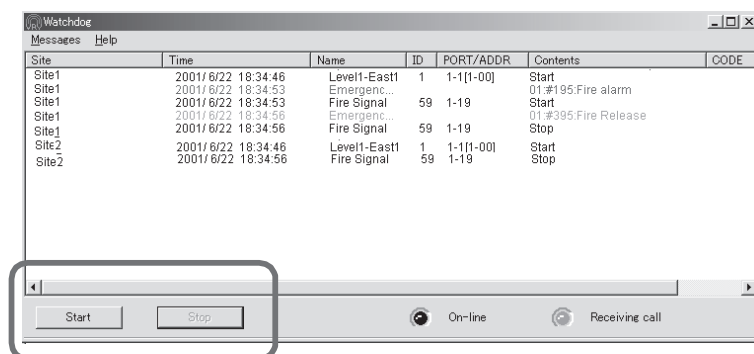 Watchdog
Messages Help
Site Time Name ID PORT/ADDR Contents CODE
Site1 2001/ 6/22 18:34:46 Level1-East1 1 1-1[1-00] Start
Site1 2001/ 6/22 18:34:53 Emergenc... 01:#195:Fire alarm
Site1 2001/ 6/22 18:34:53 Fire Signal 59 1-19 Start
Site1 2001/ 6/22 18:34:56 Emergenc... 01:#395:Fire Release
Site1 2001/ 6/22 18:34:56 Fire Signal 59 1-19 Stop
Site2 2001/ 6/22 18:34:46 Level1-East1 1 1-1[1-00] Start
Site2 2001/ 6/22 18:34:56 Fire Signal 59 1-19 Stop
Start Stop On-line Receiving call